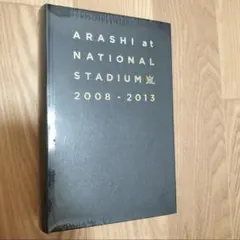 ARASHI at
NATIONAL
STADIUM
2008-2013